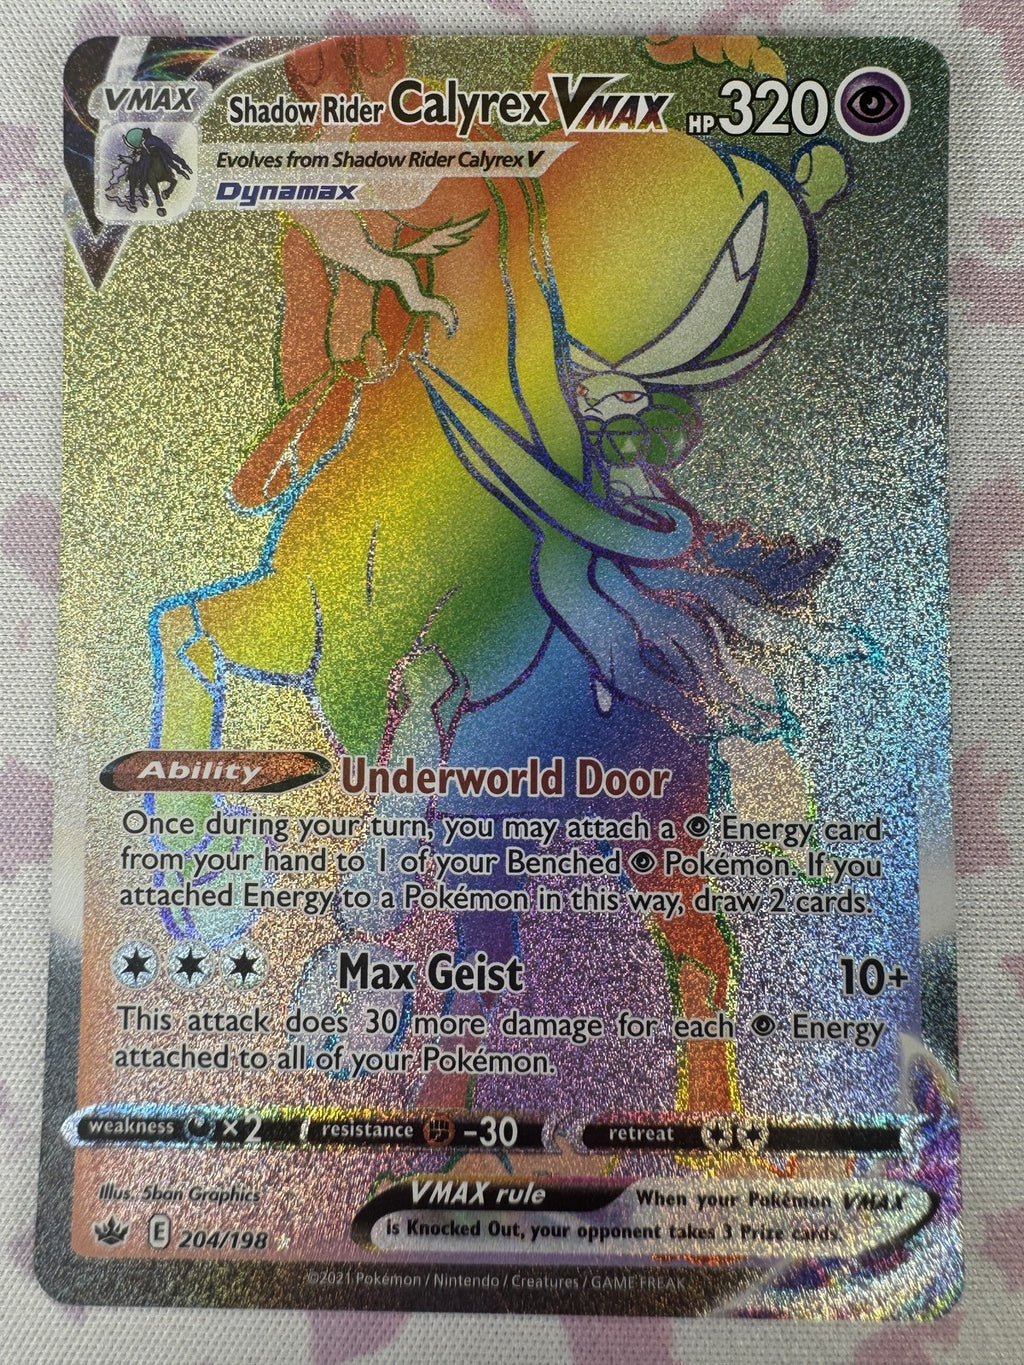 VMAX
Shadow Rider Calyrex VMAX HP 320
Evolves from Shadow Rider Calyrex V
Dynamax
Ability Underworld Door
Once during your turn, you may attach a Energy card
from your hand to 1 of your Benched Pokémon. If you
attached Energy to a Pokémon in this way, draw 2 cards.
Max Geist 10+
This attack does 30 more damage for each Energy
attached to all of your Pokémon.
weakness ×2 resistance -30 retreat
Illus. 5ban Graphics
VMAX rule When your Pokémon VMAX
is Knocked Out, your opponent takes 3 Prize cards.
E 204/198
©2021 Pokémon / Nintendo / Creatures / GAME FREAK